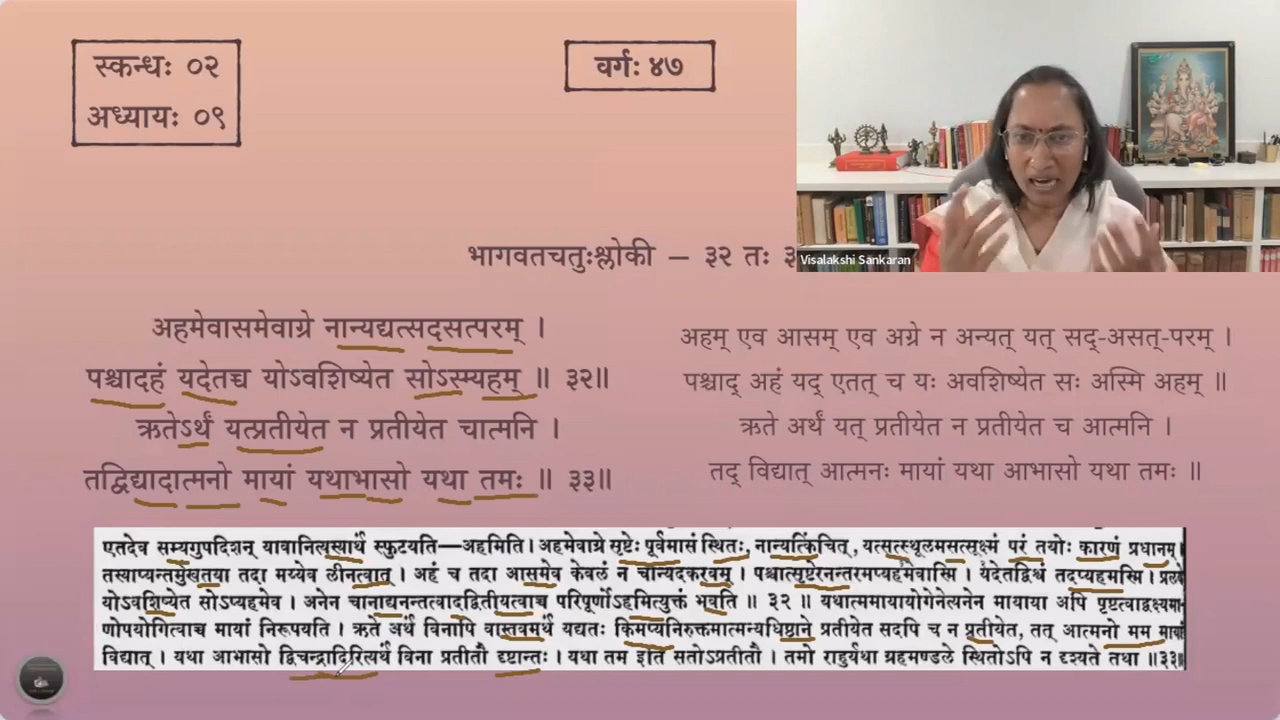 स्कन्धः ०२
अध्यायः ०९
वर्गः ४७
Visalakshi Sankaran
भागवतचतुःश्लोकी – ३२ तः
अहमेवासमेवाग्रे नान्यद्यत्सदसत्परम् ।
पश्चादहं यदेतच्च योऽवशिष्येत सोऽस्म्यहम् ॥ ३२॥
ऋतेऽर्थं यत्प्रतीयेत न प्रतीयेत चात्मनि ।
तद्विद्यादात्मनो मायां यथाभासो यथा तमः ॥ ३३॥
अहम् एव आसम् एव अग्रे न अन्यत् यत् सद्-असत्-परम् ।
पश्चाद् अहं यद् एतत् च यः अवशिष्येत सः अस्मि अहम् ॥
ऋते अर्थं यत् प्रतीयेत न प्रतीयेत च आत्मनि ।
तद् विद्यात् आत्मनः मायां यथा आभासो यथा तमः ॥
एतदेव सम्यगुपदिशन् यावानित्यस्यार्थं स्फुटयति—अहमिति । अहमेवाग्रे सृष्टेः पूर्वमासं स्थितः, नान्यत्किंचित्, यत्सत्स्थूलमसत्सूक्ष्मं परं तयोः कारणं प्रधानम् ।
तस्याप्यन्तर्मुखतया तदा मय्येव लीनत्वात् । अहं च तदा आसमेव केवलं न चान्यदकरवम् । पश्चात्सृष्टेरनन्तरमप्यहमेवास्मि । यदेतद्विश्वं तदप्यहमस्मि । प्रलये
योऽवशिष्येत सोऽप्यहमेव । अनेन चानाद्यनन्तत्वादद्वितीयत्वाच्च परिपूर्णोऽहमित्युक्तं भवति ॥ ३२ ॥ यथात्ममायायोगेनेत्यनेन मायाया अपि पृष्टत्वाद्वक्ष्यमा-
णोपयोगित्वाच्च मायां निरूपयति । ऋते अर्थं विनापि वास्तवमर्थं यद्यतः किमप्यनिरुक्तमात्मन्यधिष्ठाने प्रतीयेत सदपि च न प्रतीयेत, तत् आत्मनो मम मायां
विद्यात् । यथा आभासो द्विचन्द्रादिरित्यर्थं विना प्रतीतौ दृष्टान्तः । यथा तम इति सतोऽप्रतीतौ । तमो राहुर्यथा ग्रहमण्डले स्थितोऽपि न दृश्यते तथा ॥३३॥